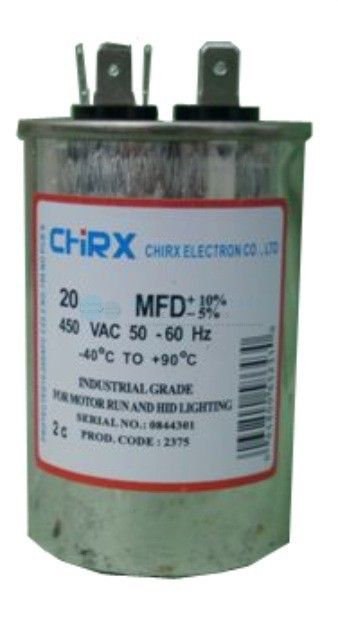 CHiRX CHIRX ELECTRON CO.,LTD
20 MFD +10% -5%
450 VAC 50 - 60 Hz
-40°C TO +90°C
INDUSTRIAL GRADE
FOR MOTOR RUN AND HID LIGHTING
SERIAL NO.: 0844301
2 c PROD. CODE : 2375